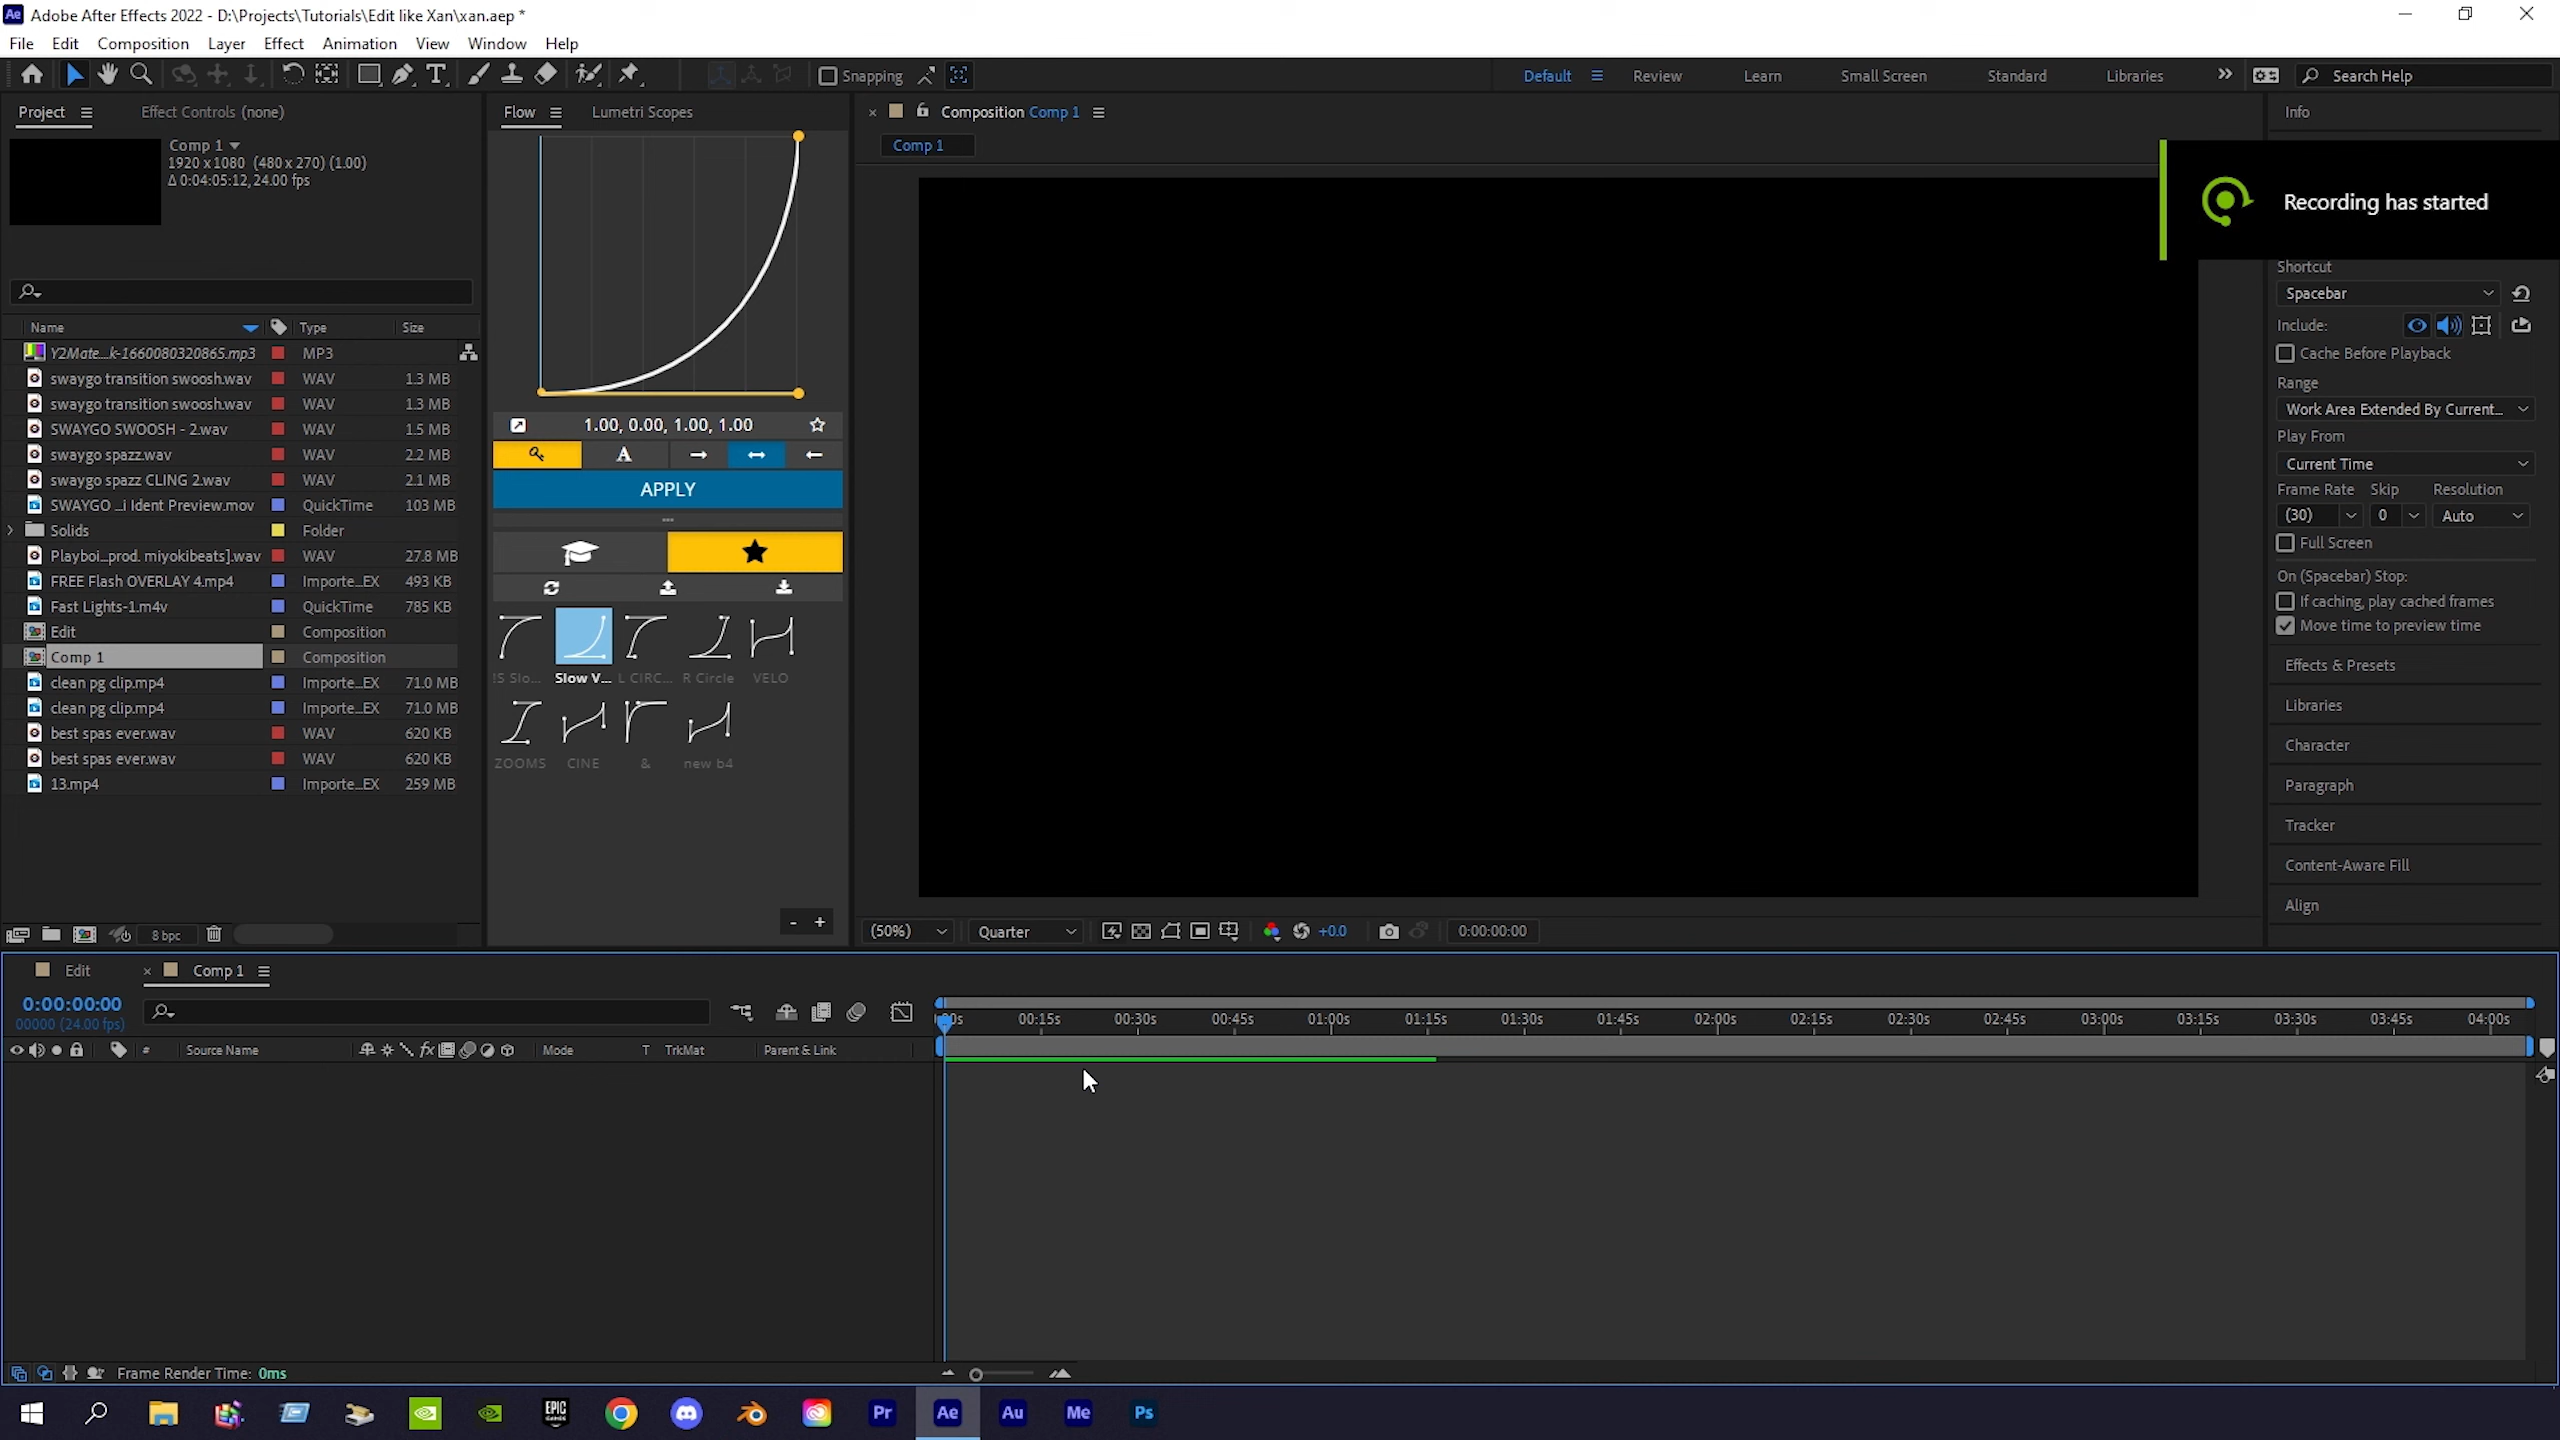 Adobe After Effects 2022 - D:\Projects\Tutorials\Edit like Xan\xan.aep *
File Edit Composition Layer Effect Animation View Window Help
Snapping
Default Review Learn Small Screen Standard Libraries
Search Help
Project
Effect Controls (none)
Comp 1
1920 x 1080 (480 x 270) (1.00)
Δ 0:04:05:12, 24.00 fps
Name Type Size
Y2Mate...k-1660080320865.mp3 MP3
swaygo transition swoosh.wav WAV 1.3 MB
swaygo transition swoosh.wav WAV 1.3 MB
SWAYGO SWOOSH - 2.wav WAV 1.5 MB
swaygo spazz.wav WAV 2.2 MB
swaygo spazz CLING 2.wav WAV 2.1 MB
SWAYGO ...i Ident Preview.mov QuickTime 103 MB
Solids Folder
Playboi...prod. miyokibeats].wav WAV 27.8 MB
FREE Flash OVERLAY 4.mp4 Importe...EX 493 KB
Fast Lights-1.m4v QuickTime 785 KB
Edit Composition
Comp 1 Composition
clean pg clip.mp4 Importe...EX 71.0 MB
clean pg clip.mp4 Importe...EX 71.0 MB
best spas ever.wav WAV 620 KB
best spas ever.wav WAV 620 KB
13.mp4 Importe...EX 259 MB
8 bpc
Flow
Lumetri Scopes
1.00, 0.00, 1.00, 1.00
A
APPLY
Slow V... L CIRC... R Circle VELO
ZOOMS CINE & new b4
- +
Composition Comp 1
Comp 1
(50%)
Quarter
+0.0
0:00:00:00
Info
Recording has started
Shortcut
Spacebar
Include:
Cache Before Playback
Range
Work Area Extended By Current...
Play From
Current Time
Frame Rate Skip Resolution
(30) 0 Auto
Full Screen
On (Spacebar) Stop:
If caching, play cached frames
Move time to preview time
Effects & Presets
Libraries
Character
Paragraph
Tracker
Content-Aware Fill
Align
Edit
Comp 1
0:00:00:00
00000 (24.00 fps)
# Source Name fx Mode T TrkMat Parent & Link
00:15s 00:30s 00:45s 01:00s 01:15s 01:30s 01:45s 02:00s 02:15s 02:30s 02:45s 03:00s 03:15s 03:30s 03:45s 04:00s
Frame Render Time: 0ms
EPIC
GAMES
Pr Ae Au Me Ps